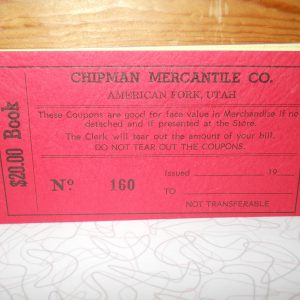 CHIPMAN MERCANTILE CO.
AMERICAN FORK, UTAH
These Coupons are good for face value in Merchandise if no
detached and if presented at the Store.
The Clerk will tear out the amount of your bill.
DO NOT TEAR OUT THE COUPONS.
$20.00 Book
No 160
Issued 19
TO
NOT TRANSFERABLE